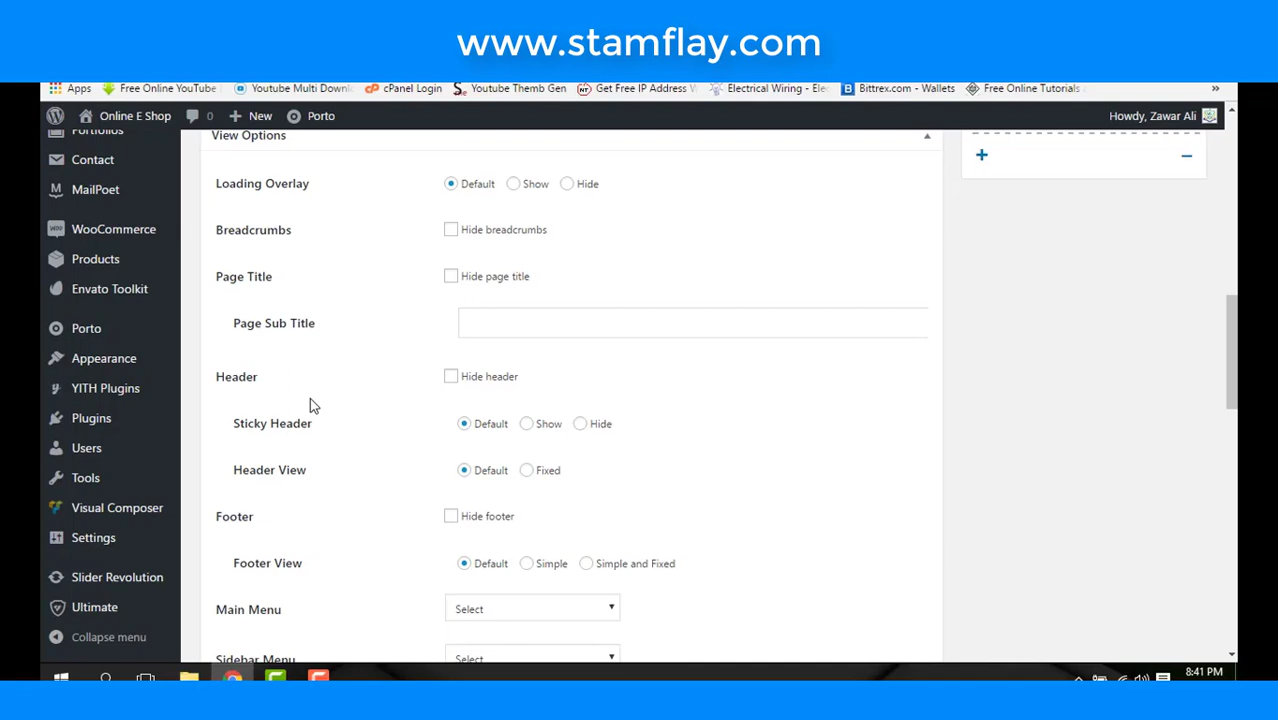 www.stamflay.com
Apps Free Online YouTube Youtube Multi Downl cPanel Login Youtube Themb Gen Get Free IP Address W Electrical Wiring - Ele Bittrex.com - Wallets Free Online Tutorials »
Online E Shop 0 New Porto Howdy, Zawar Ali
Portfolios
Contact
MailPoet
WooCommerce
Products
Envato Toolkit
Porto
Appearance
YITH Plugins
Plugins
Users
Tools
Visual Composer
Settings
Slider Revolution
Ultimate
Collapse menu
View Options
Loading Overlay Default Show Hide
Breadcrumbs Hide breadcrumbs
Page Title Hide page title
Page Sub Title
Header Hide header
Sticky Header Default Show Hide
Header View Default Fixed
Footer Hide footer
Footer View Default Simple Simple and Fixed
Main Menu Select
Sidebar Menu Select
8:41 PM